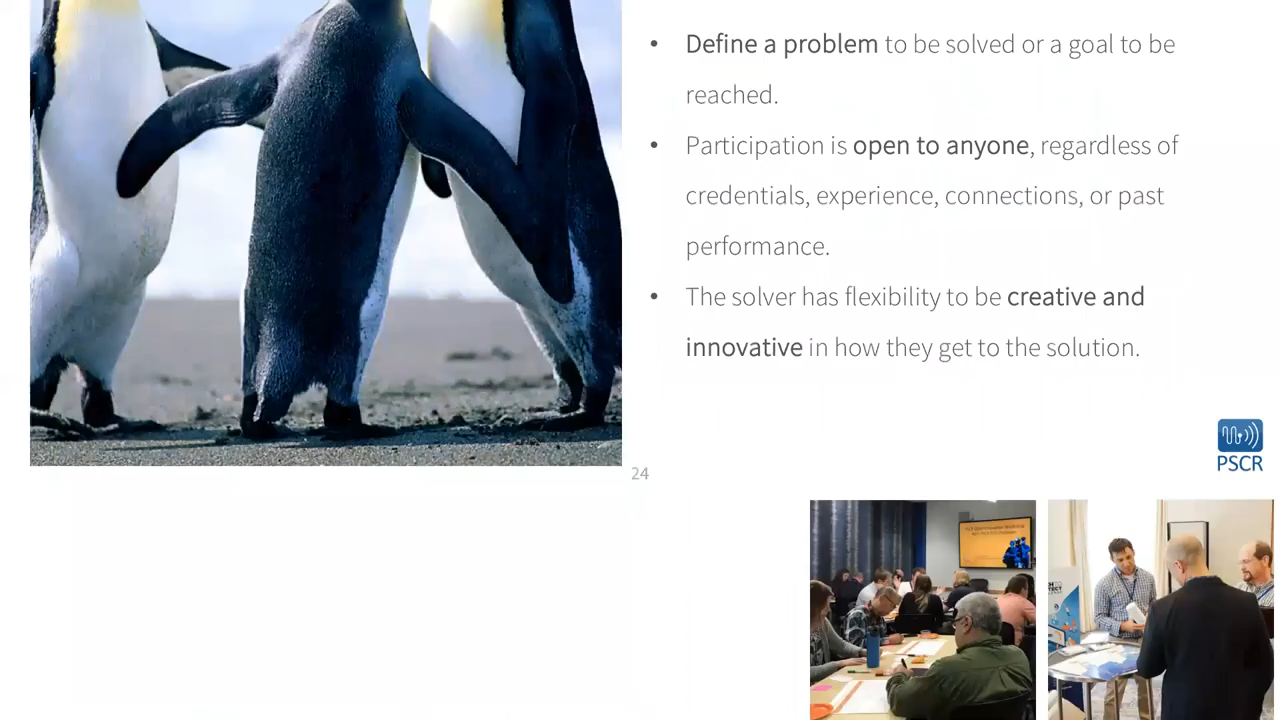 • Define a problem to be solved or a goal to be
reached.
• Participation is open to anyone, regardless of
credentials, experience, connections, or past
performance.
• The solver has flexibility to be creative and
innovative in how they get to the solution.
PSCR
24